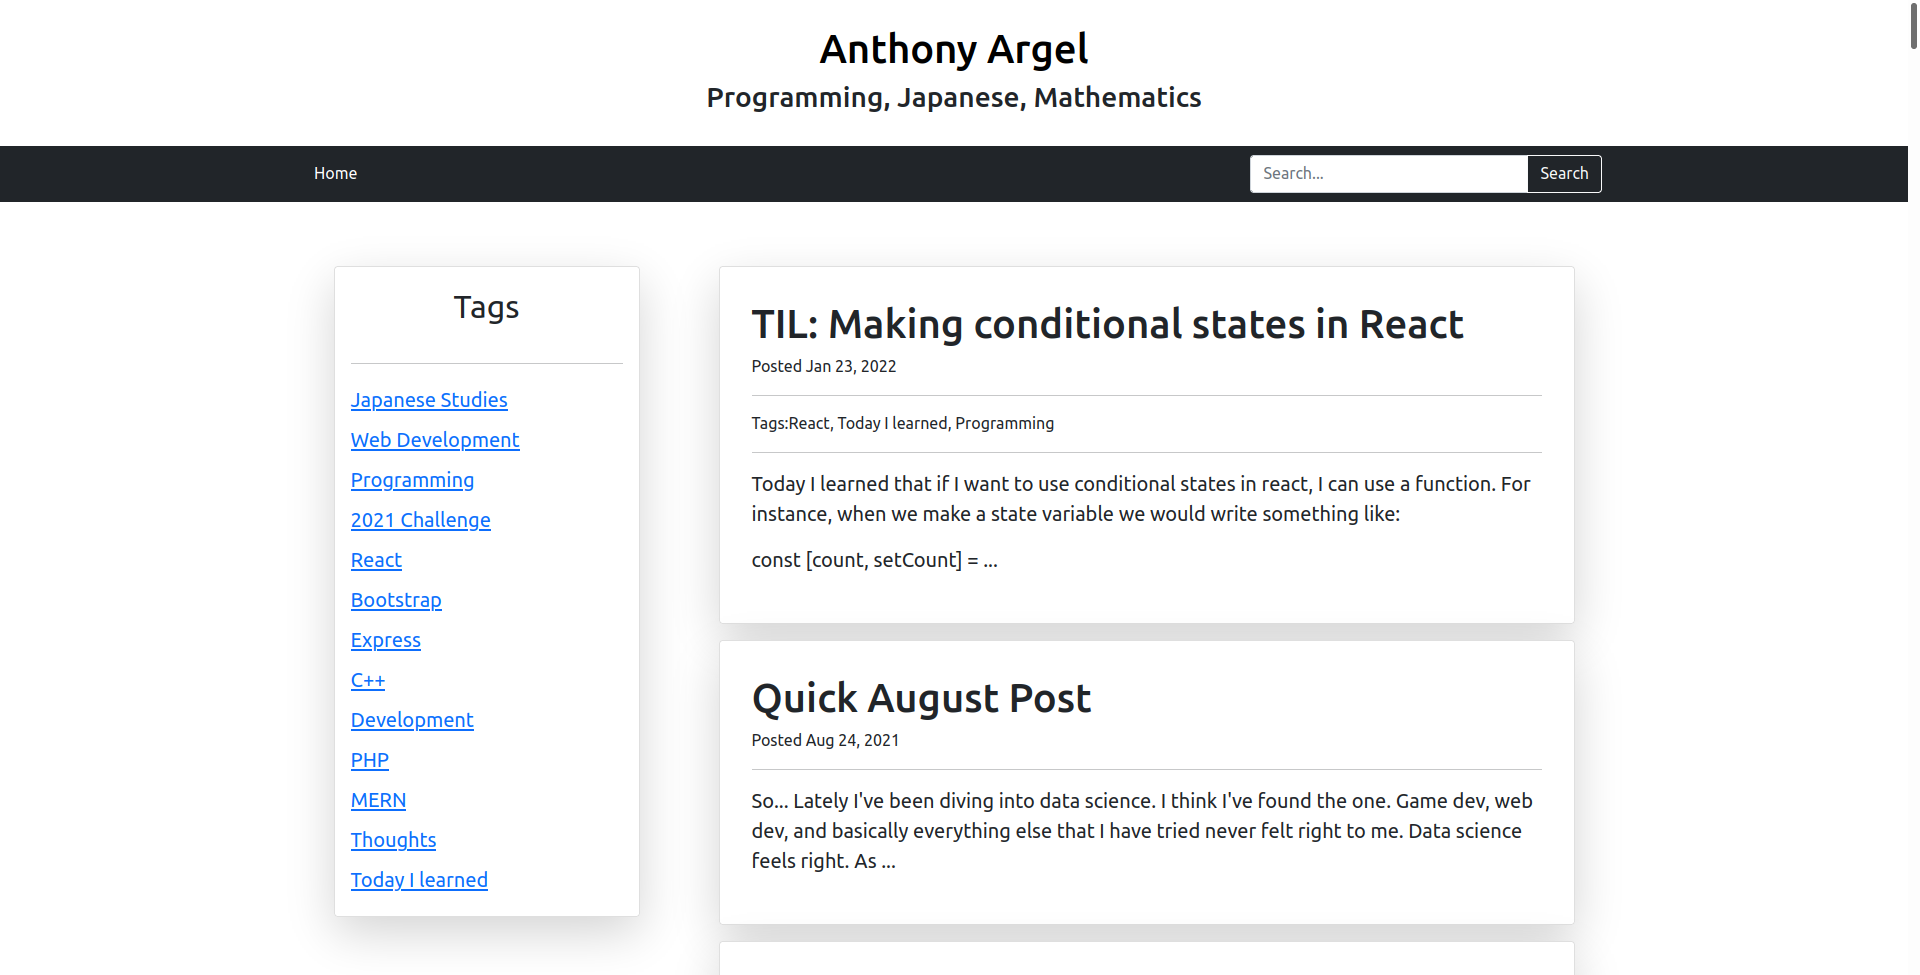 Anthony Argel
Programming, Japanese, Mathematics
Home
Search...
Search
Tags
Japanese Studies
Web Development
Programming
2021 Challenge
React
Bootstrap
Express
C++
Development
PHP
MERN
Thoughts
Today I learned
TIL: Making conditional states in React
Posted Jan 23, 2022
Tags:React, Today I learned, Programming
Today I learned that if I want to use conditional states in react, I can use a function. For
instance, when we make a state variable we would write something like:
const [count, setCount] = ...
Quick August Post
Posted Aug 24, 2021
So... Lately I've been diving into data science. I think I've found the one. Game dev, web
dev, and basically everything else that I have tried never felt right to me. Data science
feels right. As ...